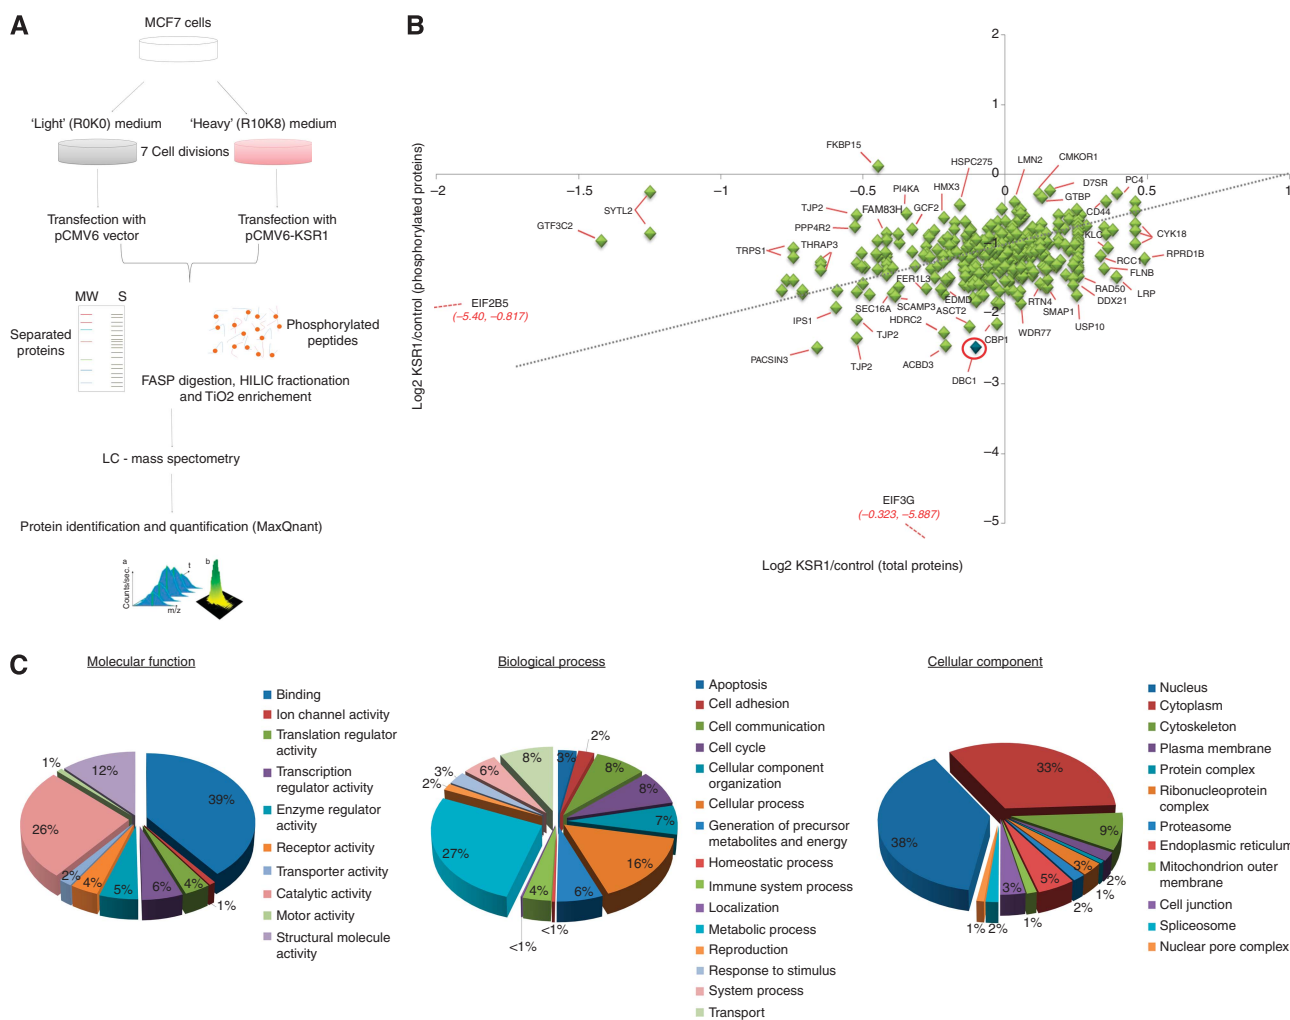 A
MCF7 cells
'Light' (R0K0) medium
'Heavy' (R10K8) medium
7 Cell divisions
Transfection with
pCMV6 vector
Transfection with
pCMV6-KSR1
MW
S
Separated
proteins
Phosphorylated
peptides
FASP digestion, HILIC fractionation
and TiO2 enrichement
LC - mass spectometry
Protein identification and quantification (MaxQnant)
a
Counts/sec.
t
m/z
b
B
Log2 KSR1/control (phosphorylated proteins)
2
1
0
–1
–2
–3
–4
–5
–2
–1.5
–1
–0.5
0
0.5
1
FKBP15
HSPC275
LMN2
CMKOR1
D7SR
PC4
GTBP
PI4KA
HMX3
SYTL2
GTF3C2
TJP2
FAM83H
GCF2
PPP4R2
CD44
CYK18
TRPS1
THRAP3
KLC
RCC1
RPRD1B
FLNB
FER1L3
RAD50
LRP
EIF2B5
(–5.40, –0.817)
SEC16A
SCAMP3
EDMD
ASCT2
RTN4
SMAP1
DDX21
IPS1
HDRC2
USP10
TJP2
WDR77
CBP1
PACSIN3
TJP2
ACBD3
DBC1
EIF3G
(–0.323, –5.887)
Log2 KSR1/control (total proteins)
C
Molecular function
39%
1%
4%
6%
5%
4%
2%
26%
1%
12%
Binding
Ion channel activity
Translation regulator
activity
Transcription
regulator activity
Enzyme regulator
activity
Receptor activity
Transporter activity
Catalytic activity
Motor activity
Structural molecule
activity
Biological process
3%
2%
8%
8%
7%
16%
6%
<1%
4%
<1%
27%
2%
3%
6%
8%
Apoptosis
Cell adhesion
Cell communication
Cell cycle
Cellular component
organization
Cellular process
Generation of precursor
metabolites and energy
Homeostatic process
Immune system process
Localization
Metabolic process
Reproduction
Response to stimulus
System process
Transport
Cellular component
38%
33%
9%
2%
1%
3%
2%
5%
1%
3%
2%
1%
Nucleus
Cytoplasm
Cytoskeleton
Plasma membrane
Protein complex
Ribonucleoprotein
complex
Proteasome
Endoplasmic reticulum
Mitochondrion outer
membrane
Cell junction
Spliceosome
Nuclear pore complex